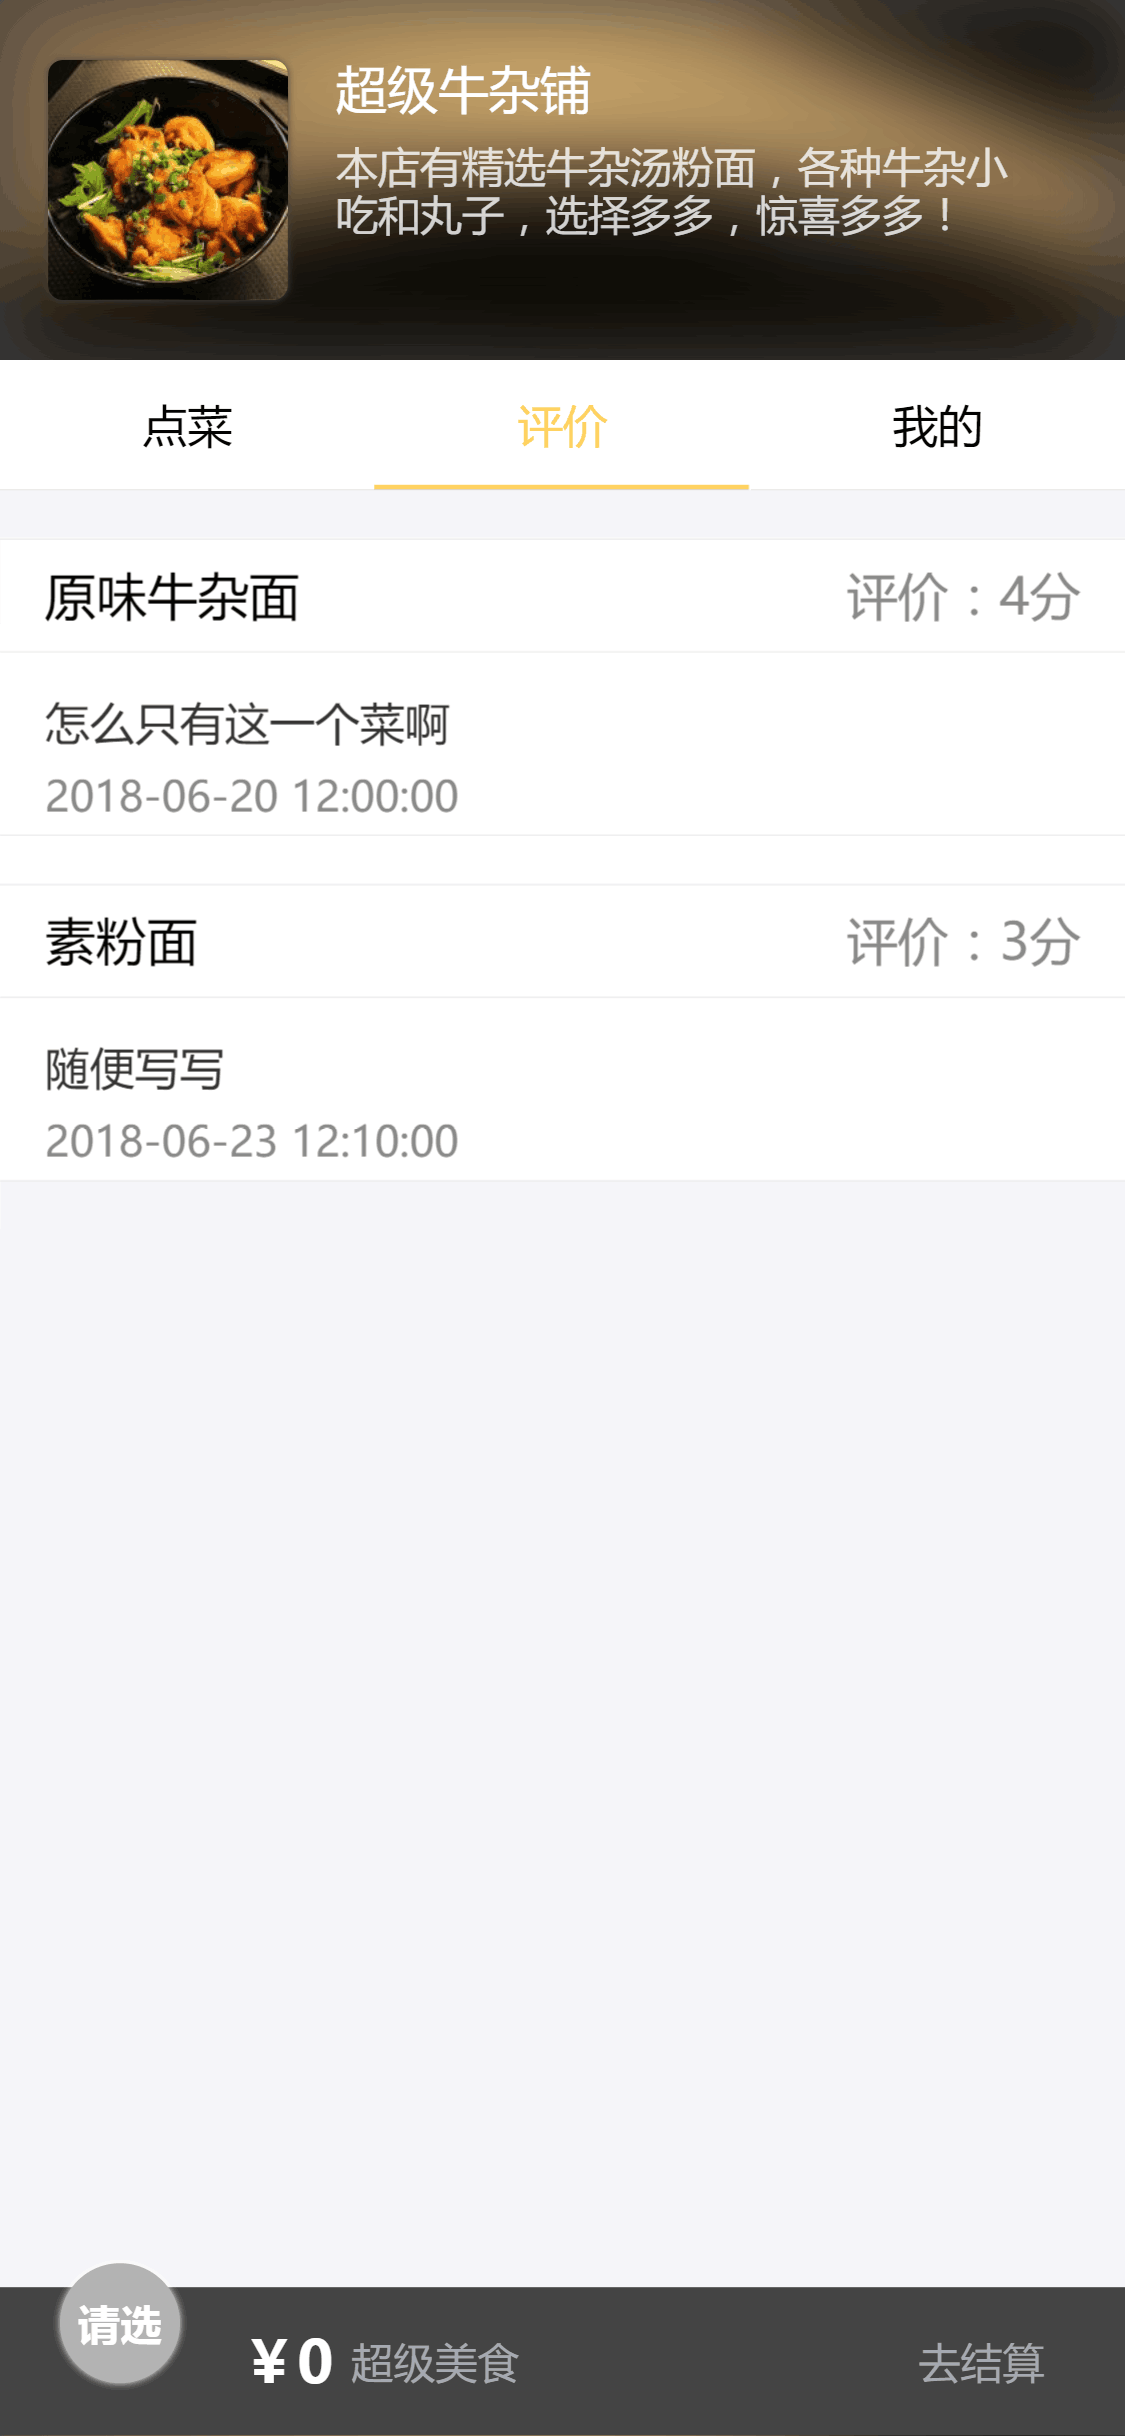 超级牛杂铺
本店有精选牛杂汤粉面，各种牛杂小
吃和丸子，选择多多，惊喜多多！
点菜 评价 我的
原味牛杂面 评价：4分
怎么只有这一个菜啊
2018-06-20 12:00:00
素粉面 评价：3分
随便写写
2018-06-23 12:10:00
请选 ¥0 超级美食 去结算